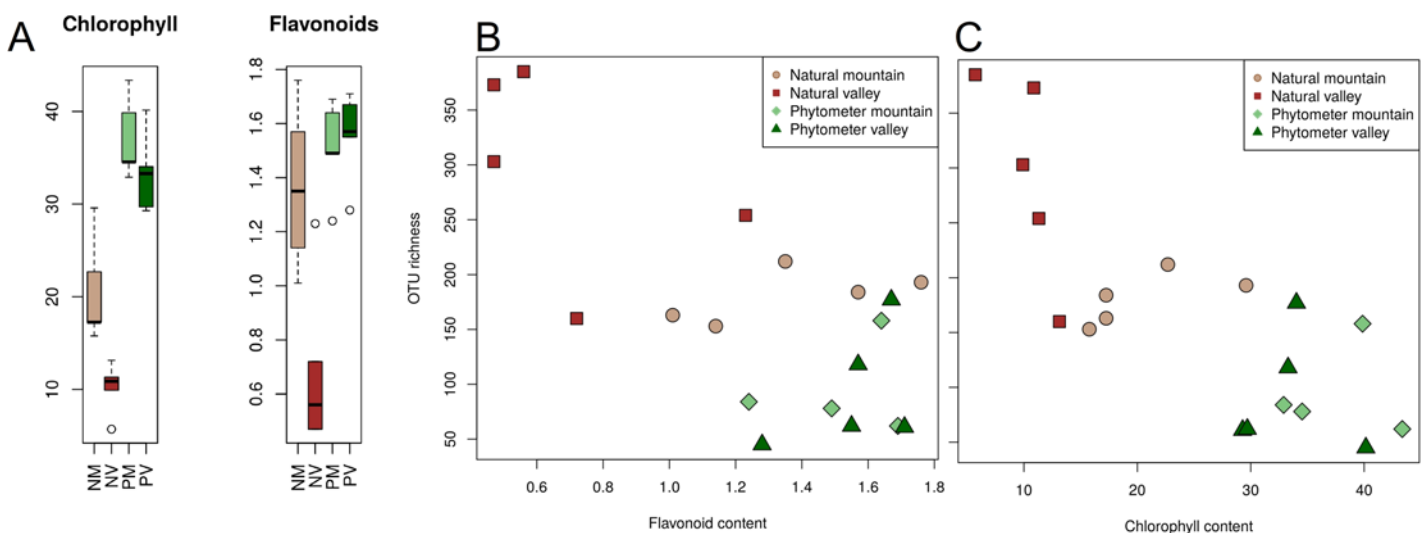 A
Chlorophyll
40
30
20
10
NM
NV
PM
PV
Flavonoids
1.8
1.6
1.4
1.2
1.0
0.8
0.6
NM
NV
PM
PV
B
OTU richness
350
300
250
200
150
100
50
Natural mountain
Natural valley
Phytometer mountain
Phytometer valley
0.6 0.8 1.0 1.2 1.4 1.6 1.8
Flavonoid content
C
Natural mountain
Natural valley
Phytometer mountain
Phytometer valley
10 20 30 40
Chlorophyll content